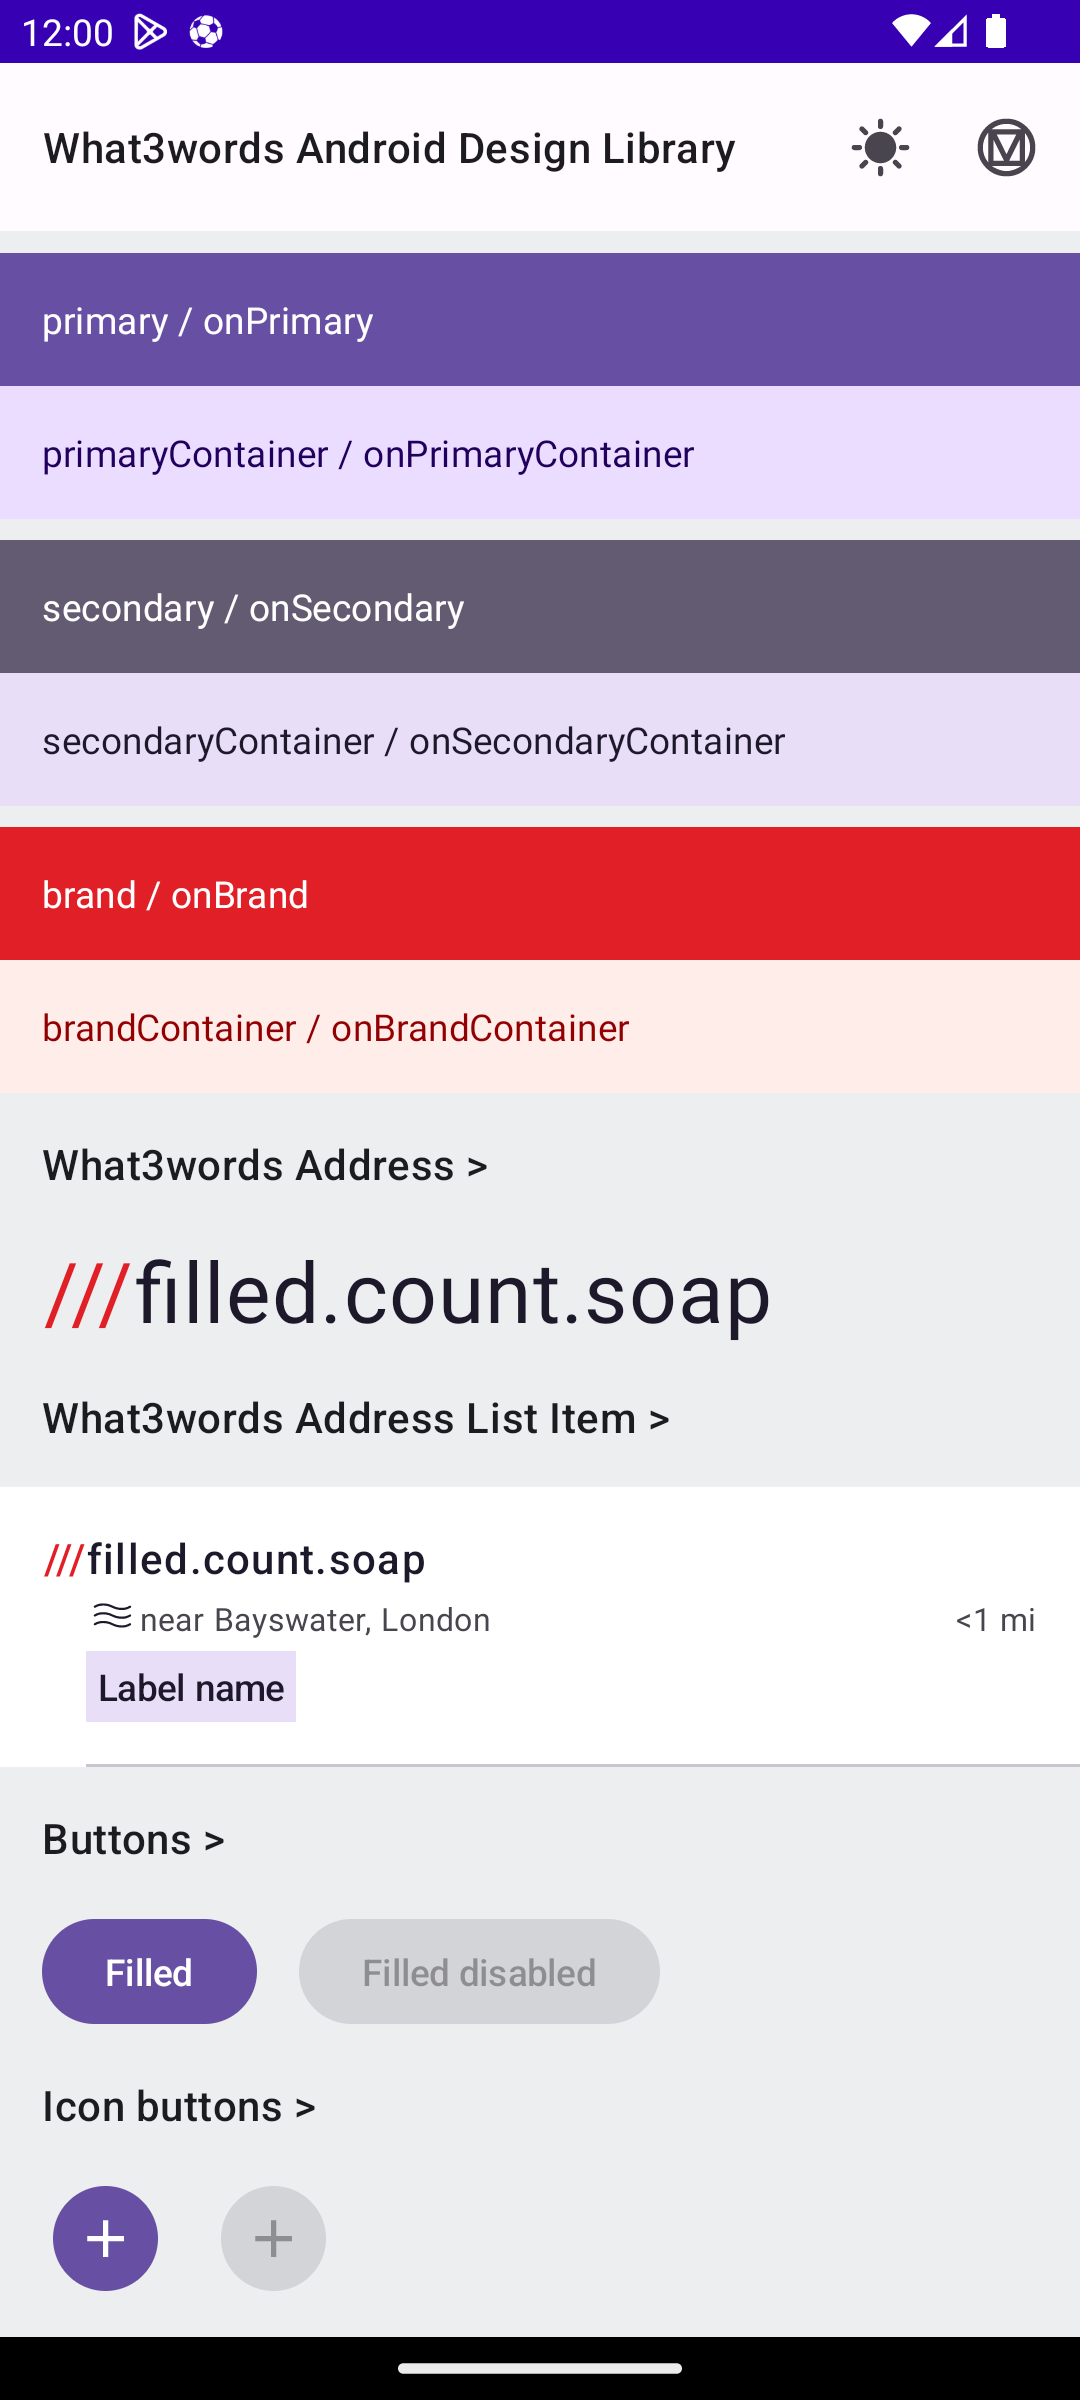 12:00
What3words Android Design Library
primary / onPrimary
primaryContainer / onPrimaryContainer
secondary / onSecondary
secondaryContainer / onSecondaryContainer
brand / onBrand
brandContainer / onBrandContainer
What3words Address >
///filled.count.soap
What3words Address List Item >
///filled.count.soap
near Bayswater, London <1 mi
Label name
Buttons >
Filled Filled disabled
Icon buttons >